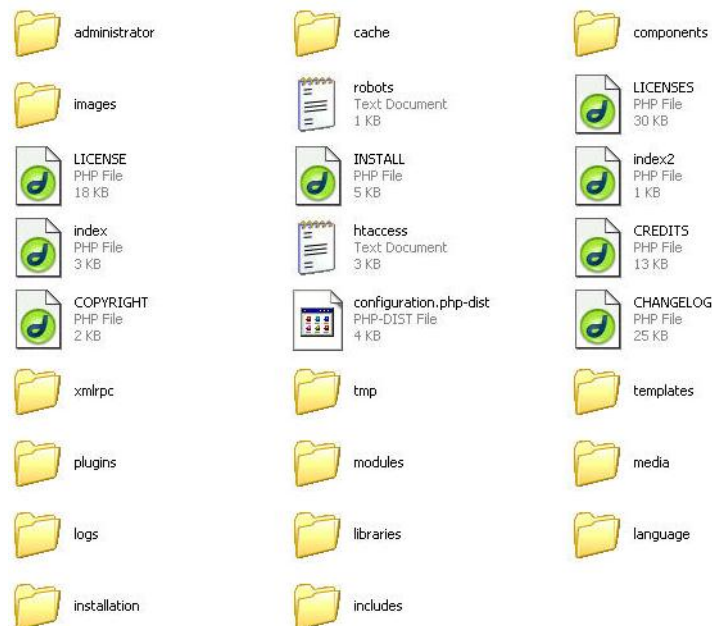 administrator
cache
components
images
robots
Text Document
1 KB
LICENSES
PHP File
30 KB
LICENSE
PHP File
18 KB
INSTALL
PHP File
5 KB
index2
PHP File
1 KB
index
PHP File
3 KB
htaccess
Text Document
3 KB
CREDITS
PHP File
13 KB
COPYRIGHT
PHP File
2 KB
configuration.php-dist
PHP-DIST File
4 KB
CHANGELOG
PHP File
25 KB
xmlrpc
tmp
templates
plugins
modules
media
logs
libraries
language
installation
includes